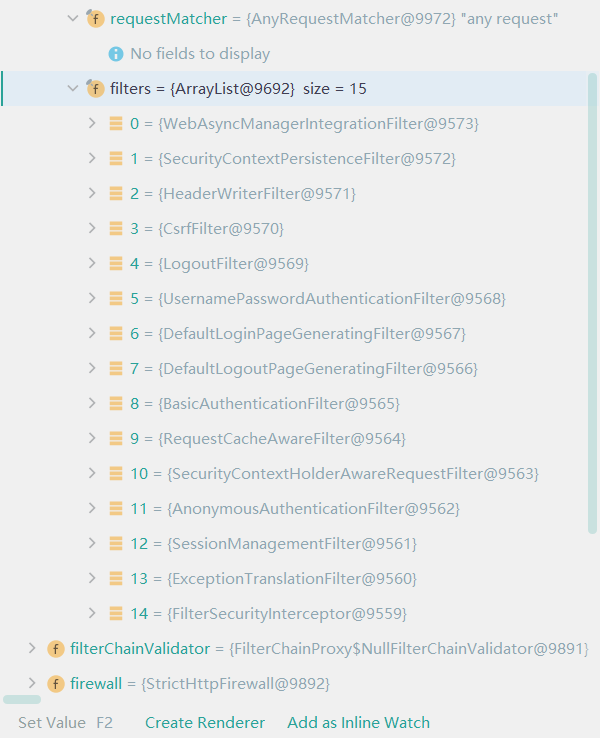 requestMatcher = {AnyRequestMatcher@9972} "any request"
No fields to display
filters = {ArrayList@9692} size = 15
0 = {WebAsyncManagerIntegrationFilter@9573}
1 = {SecurityContextPersistenceFilter@9572}
2 = {HeaderWriterFilter@9571}
3 = {CsrfFilter@9570}
4 = {LogoutFilter@9569}
5 = {UsernamePasswordAuthenticationFilter@9568}
6 = {DefaultLoginPageGeneratingFilter@9567}
7 = {DefaultLogoutPageGeneratingFilter@9566}
8 = {BasicAuthenticationFilter@9565}
9 = {RequestCacheAwareFilter@9564}
10 = {SecurityContextHolderAwareRequestFilter@9563}
11 = {AnonymousAuthenticationFilter@9562}
12 = {SessionManagementFilter@9561}
13 = {ExceptionTranslationFilter@9560}
14 = {FilterSecurityInterceptor@9559}
filterChainValidator = {FilterChainProxy$NullFilterChainValidator@9891}
firewall = {StrictHttpFirewall@9892}
Set Value F2 Create Renderer Add as Inline Watch